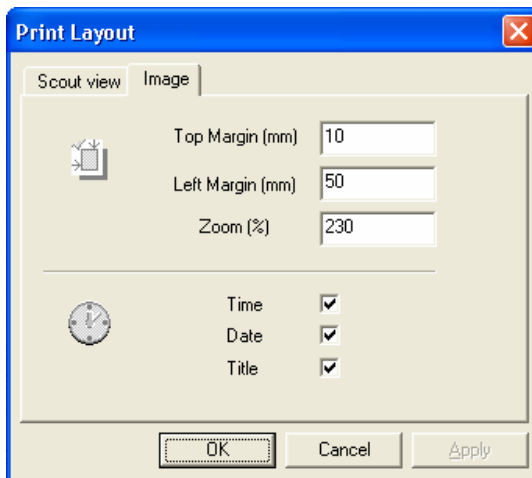 Print Layout
Scout view Image
Top Margin (mm) 10
Left Margin (mm) 50
Zoom (%) 230
Time
Date
Title
OK Cancel Apply